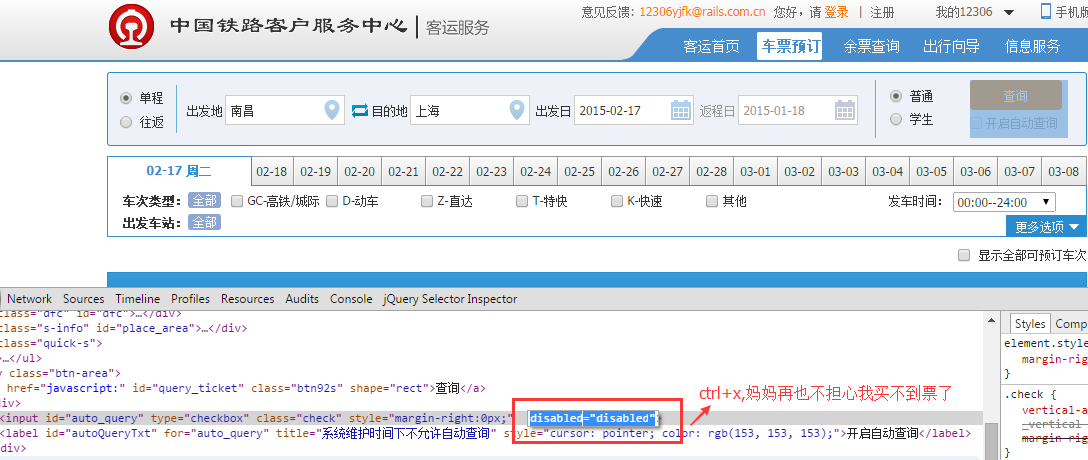 意见反馈: 12306yjfk@rails.com.cn 您好，请 登录 | 注册 我的12306 手机版
中国铁路客户服务中心 | 客运服务
客运首页 车票预订 余票查询 出行向导 信息服务
单程
往返
出发地 南昌 目的地 上海 出发日 2015-02-17 返程日 2015-01-18
普通
学生
查询
开启自动查询
02-17 周二 02-18 02-19 02-20 02-21 02-22 02-23 02-24 02-25 02-26 02-27 02-28 03-01 03-02 03-03 03-04 03-05 03-06 03-07 03-08
车次类型: 全部 GC-高铁/城际 D-动车 Z-直达 T-特快 K-快速 其他 发车时间: 00:00--24:00
出发车站: 全部
更多选项
显示全部可预订车次
Network Sources Timeline Profiles Resources Audits Console jQuery Selector Inspector
class="dfc" id="dfc">…</div>
class="s-info" id="place_area">…</div>
class="quick-s">
>…</ul>
v class="btn-area">
href="javascript:" id="query_ticket" class="btn92s" shape="rect">查询</a>
div>
<input id="auto_query" type="checkbox" class="check" style="margin-right:0px;" disabled="disabled">
<label id="autoQueryTxt" for="auto_query" title="系统维护时间下不允许自动查询" style="cursor: pointer; color: rgb(153, 153, 153);">开启自动查询</label>
div>
ctrl+x,妈妈再也不担心我买不到票了
Styles Comp
element.style
margin-right
}
.check {
vertical-a
_vertical-
margin-rig
}